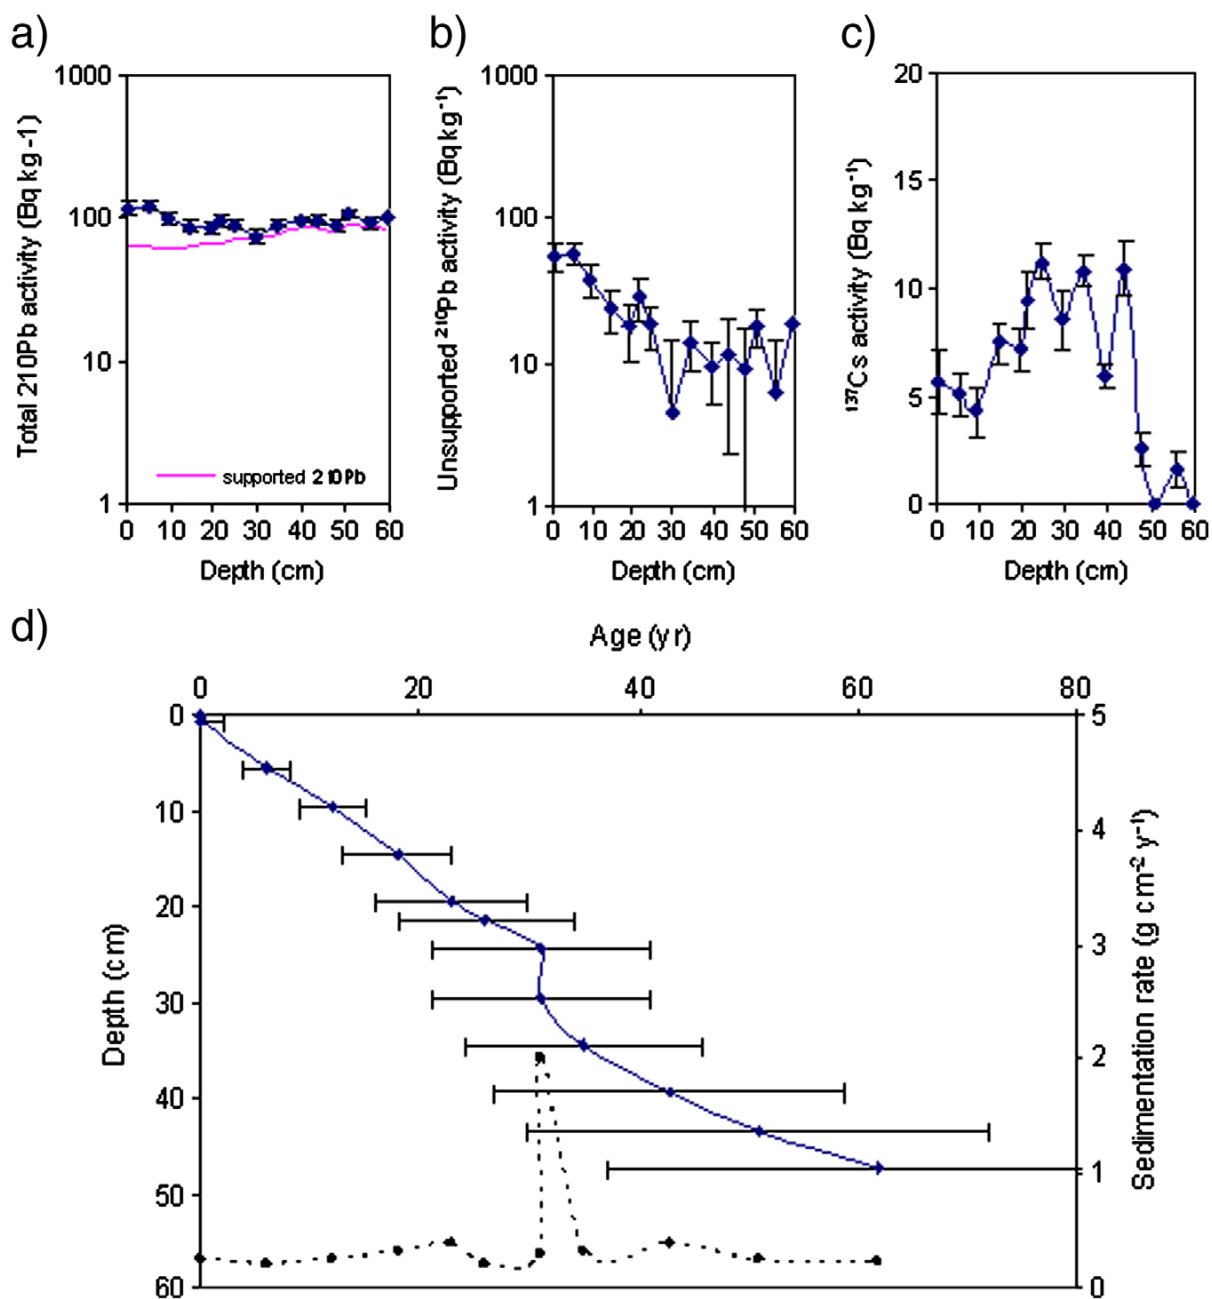 a)
Total 210Pb activity (Bq kg-1)
1000
100
10
1
supported 210Pb
0 10 20 30 40 50 60
Depth (cm)
b)
Unsupported ²¹⁰Pb activity (Bq kg⁻¹)
1000
100
10
1
0 10 20 30 40 50 60
Depth (cm)
c)
¹³⁷Cs activity (Bq kg⁻¹)
20
15
10
5
0
0 10 20 30 40 50 60
Depth (cm)
d)
Age (yr)
0 20 40 60 80
Depth (cm)
0
10
20
30
40
50
60
5
4
3
2
1
0
Sedimentation rate (g cm⁻² y⁻¹)